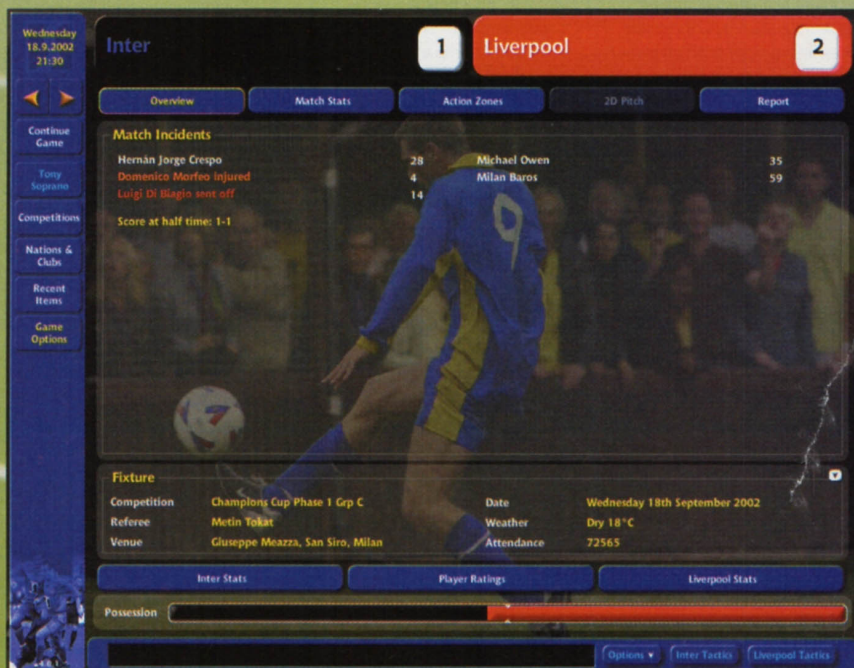 Wednesday
18.9.2002
21:30
Inter 1 Liverpool 2
Overview Match Stats Action Zones 2D Pitch Report
Continue
Game
Tony
Soprano
Competitions
Nations &
Clubs
Recent
Items
Game
Options
Match Incidents
Hernán Jorge Crespo 28 Michael Owen 35
Domenico Morfeo injured 4 Milan Baros 59
Luigi Di Biagio sent off 14
Score at half time: 1-1
9
Fixture
Competition Champions Cup Phase 1 Grp C Date Wednesday 18th September 2002
Referee Metin Tokat Weather Dry 18°C
Venue Giuseppe Meazza, San Siro, Milan Attendance 72565
Inter Stats Player Ratings Liverpool Stats
Possession
Options Inter Tactics Liverpool Tactics